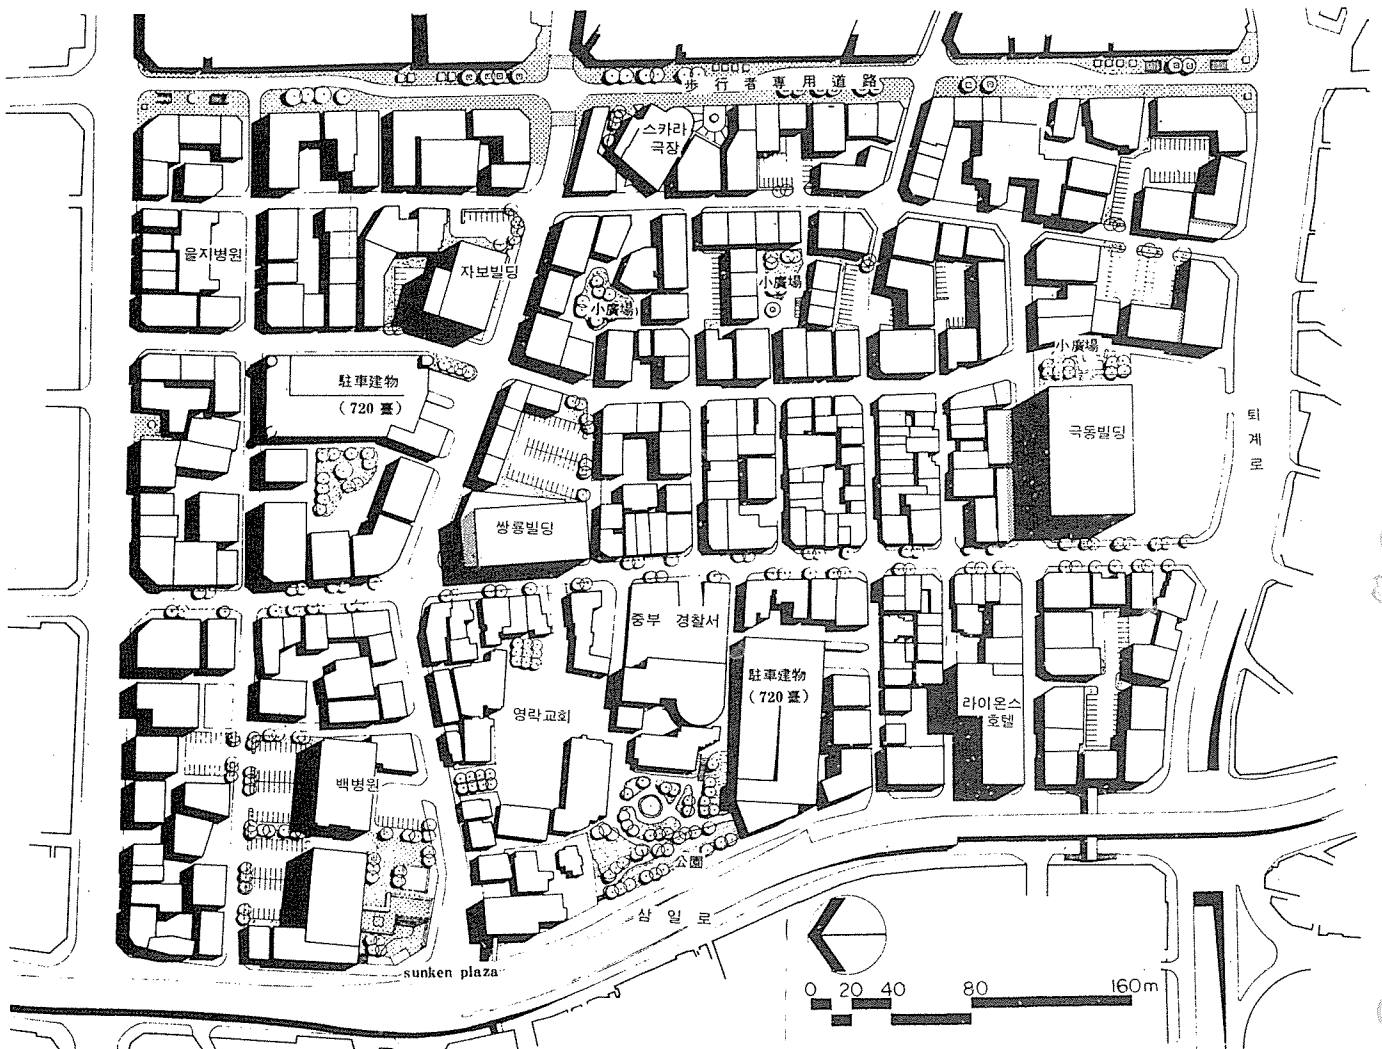 歩行者専用道路
스카라
극장
을지병원
자보빌딩
小廣場
小廣場
小廣場
駐車建物
(720臺)
퇴계로
극동빌딩
쌍룡빌딩
중부 경찰서
駐車建物
(720臺)
영락교회
라이온스
호텔
백병원
公園
삼일로
sunken plaza
0 20 40 80 160m